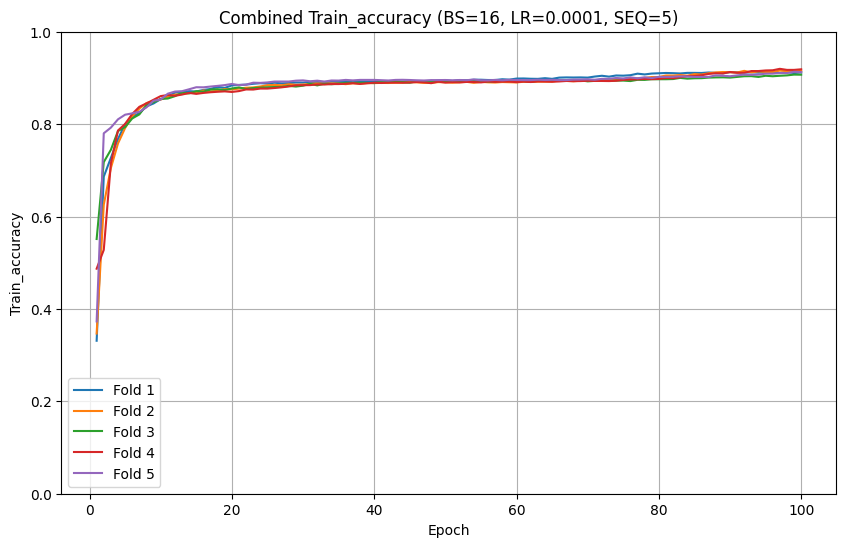 Combined Train_accuracy (BS=16, LR=0.0001, SEQ=5)
Train_accuracy
1.0
0.8
0.6
0.4
0.2
0.0
Fold 1
Fold 2
Fold 3
Fold 4
Fold 5
0 20 40 60 80 100
Epoch